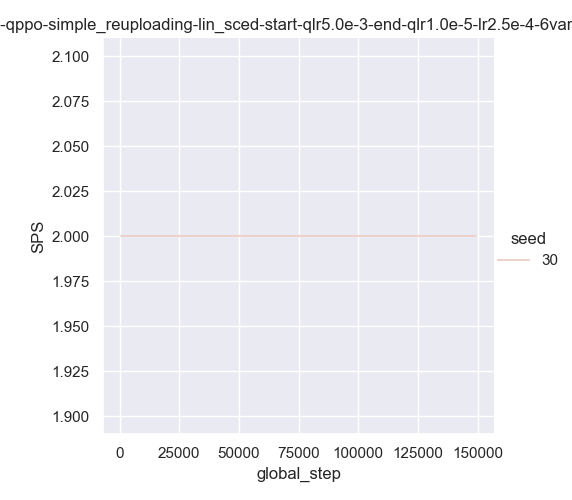 -qppo-simple_reuploading-lin_sced-start-qlr5.0e-3-end-qlr1.0e-5-lr2.5e-4-6var
2.100
2.075
2.050
2.025
2.000
1.975
1.950
1.925
1.900
SPS
0 25000 50000 75000 100000 125000 150000
global_step
seed
30